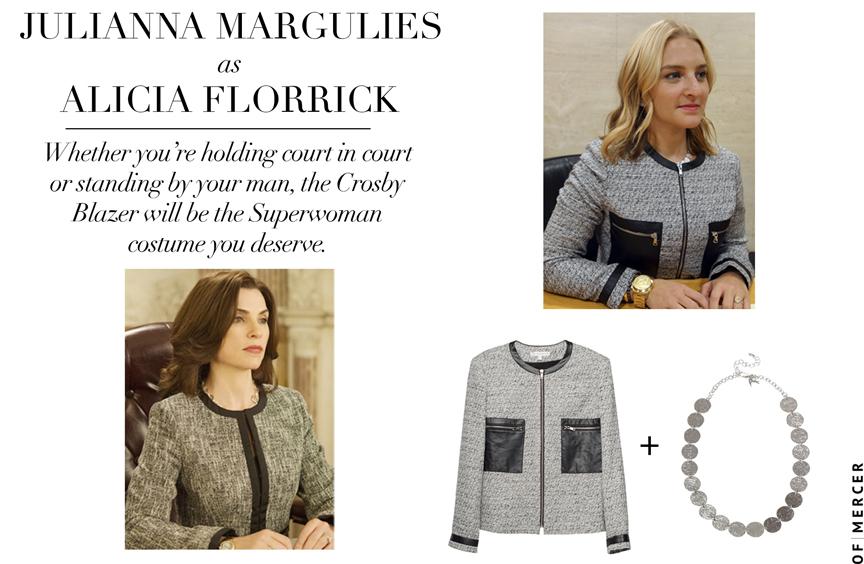 JULIANNA MARGULIES
as
ALICIA FLORRICK
Whether you're holding court in court
or standing by your man, the Crosby
Blazer will be the Superwoman
costume you deserve.
+
OF | MERCER